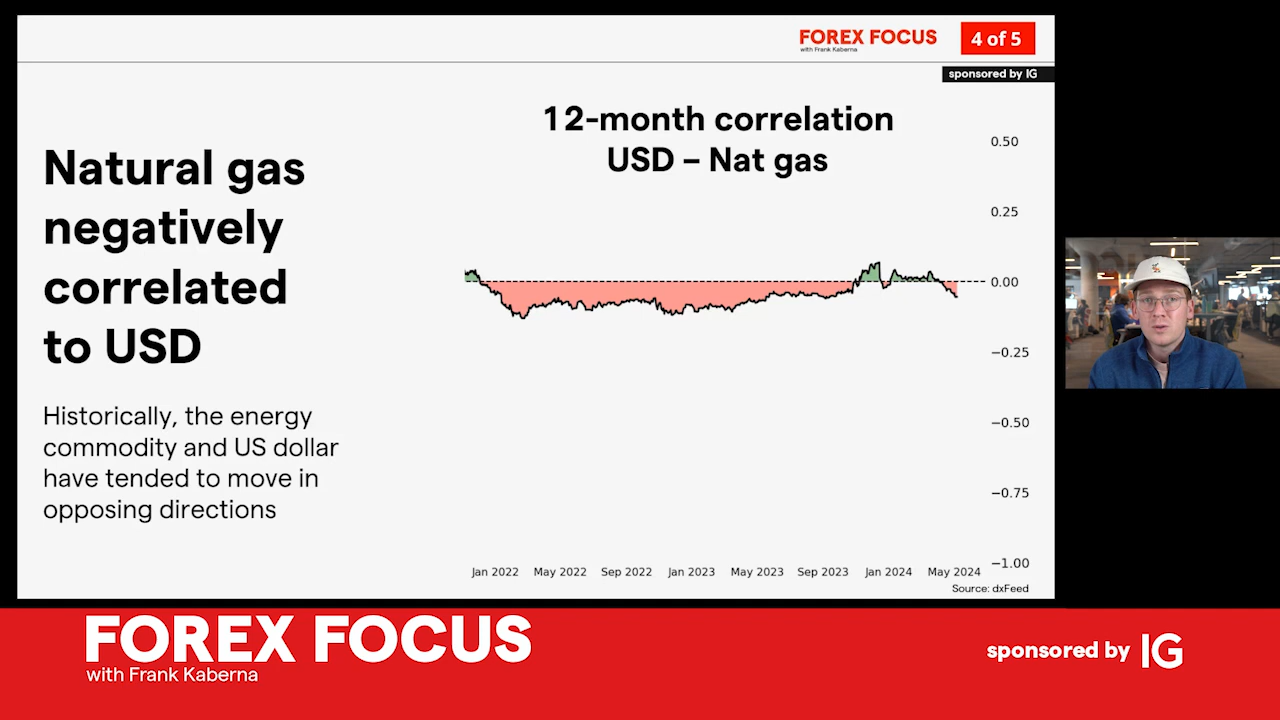 FOREX FOCUS
with Frank Kaberna
4 of 5
sponsored by IG
12-month correlation
USD – Nat gas
Natural gas
negatively
correlated
to USD
Historically, the energy
commodity and US dollar
have tended to move in
opposing directions
0.50
0.25
0.00
−0.25
−0.50
−0.75
−1.00
Jan 2022 May 2022 Sep 2022 Jan 2023 May 2023 Sep 2023 Jan 2024 May 2024
Source: dxFeed
FOREX FOCUS
with Frank Kaberna
sponsored by IG